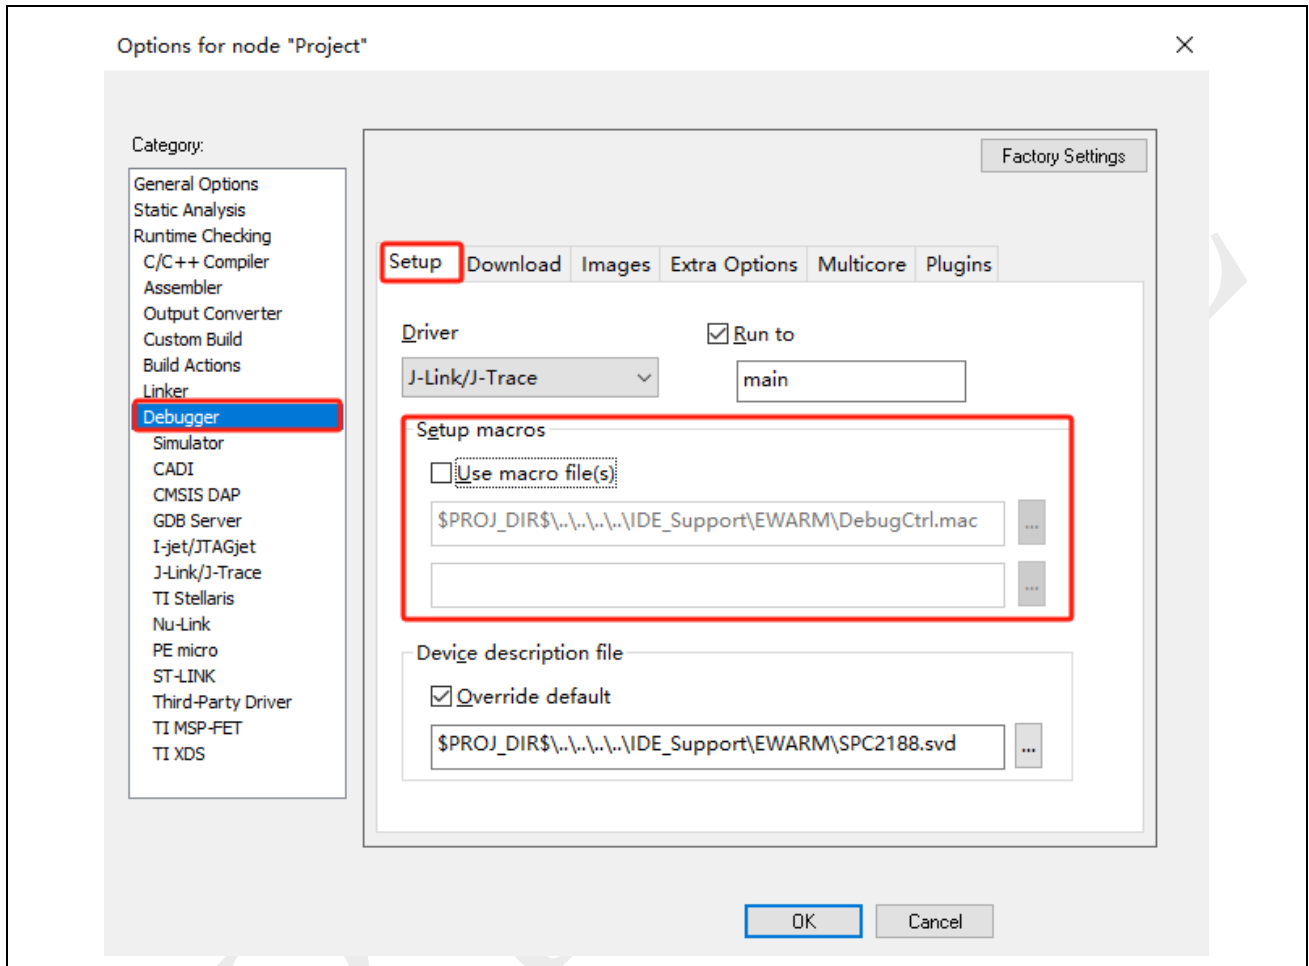 Options for node "Project"
Category:
Factory Settings
General Options
Static Analysis
Runtime Checking
C/C++ Compiler
Assembler
Output Converter
Custom Build
Build Actions
Linker
Debugger
Simulator
CADI
CMSIS DAP
GDB Server
I-jet/JTAGjet
J-Link/J-Trace
TI Stellaris
Nu-Link
PE micro
ST-LINK
Third-Party Driver
TI MSP-FET
TI XDS
Setup Download Images Extra Options Multicore Plugins
Driver
Run to
J-Link/J-Trace
main
Setup macros
Use macro file(s)
$PROJ_DIR$\..\..\..\..\IDE_Support\EWARM\DebugCtrl.mac
...
...
Device description file
Override default
$PROJ_DIR$\..\..\..\..\IDE_Support\EWARM\SPC2188.svd
...
OK Cancel